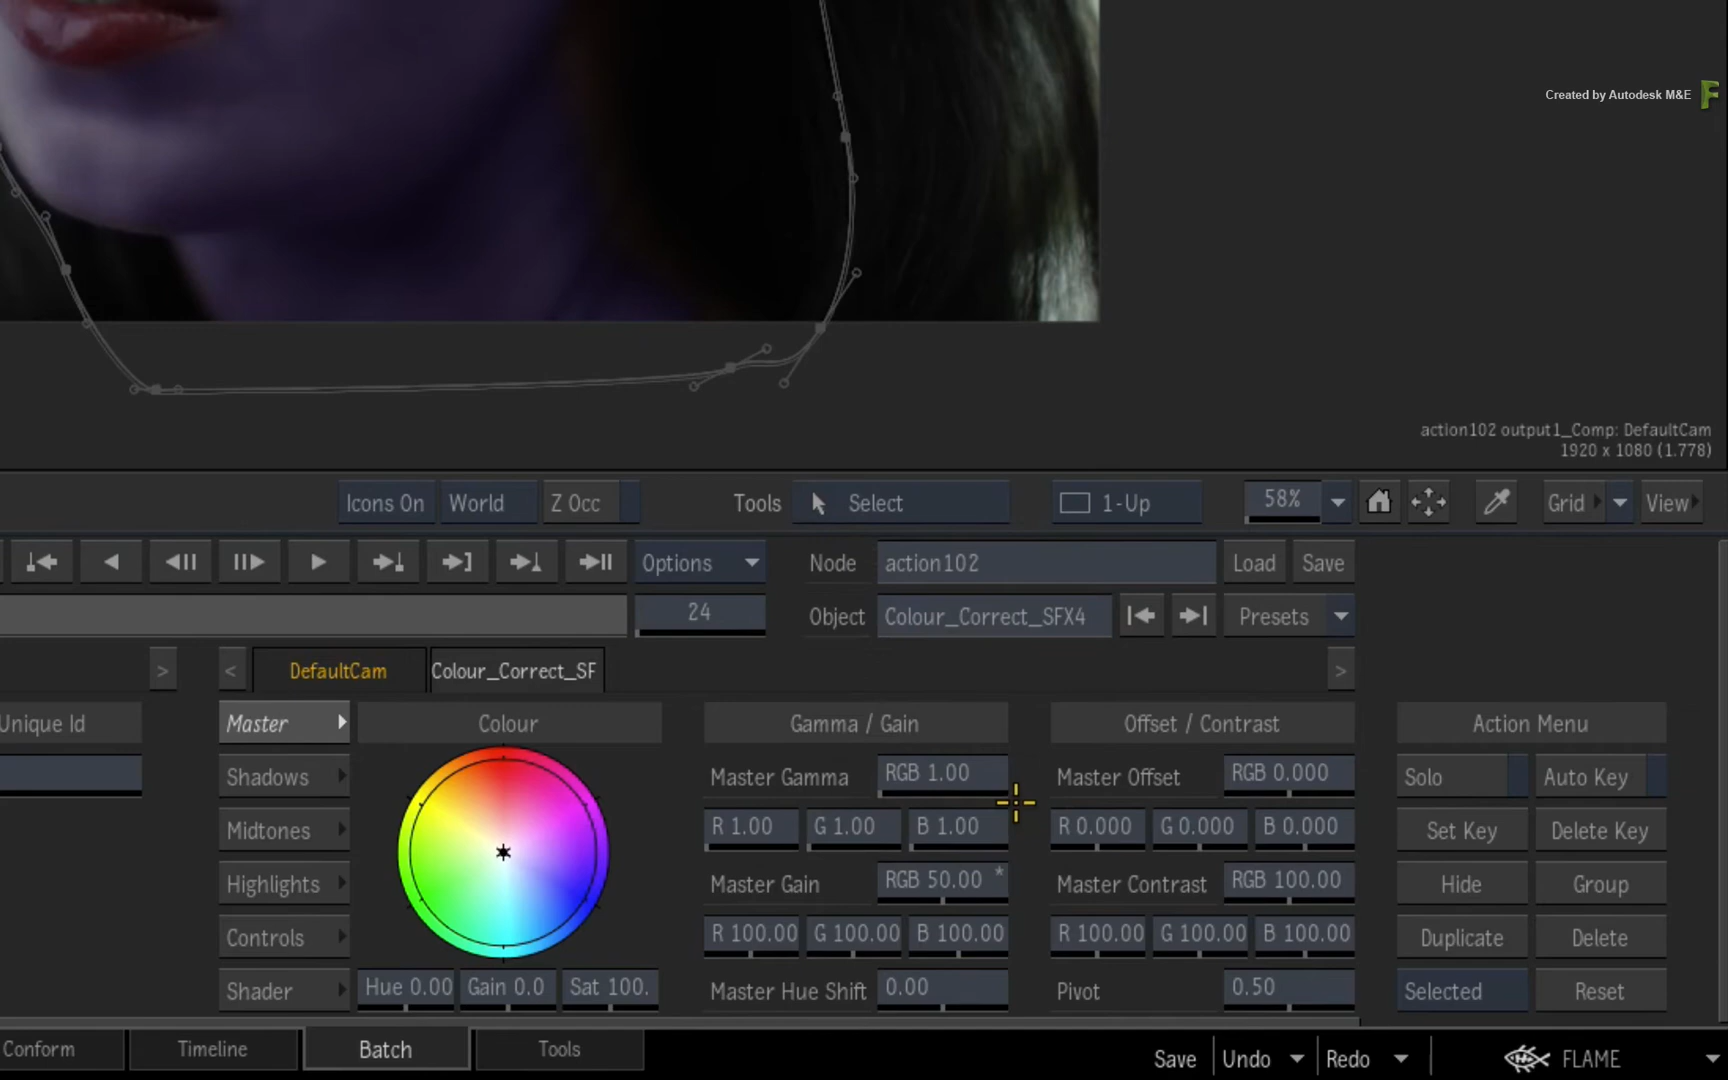 Created by Autodesk M&E
action102 output1_Comp: DefaultCam
1920 x 1080 (1.778)
Icons On World Z Occ Tools Select 1-Up 58% Grid View
Options Node action102 Load Save
24 Object Colour_Correct_SFX4 Presets
> < DefaultCam Colour_Correct_SF >
Unique Id Master Colour Gamma / Gain Offset / Contrast Action Menu
Shadows Master Gamma RGB 1.00 Master Offset RGB 0.000 Solo Auto Key
Midtones R 1.00 G 1.00 B 1.00 R 0.000 G 0.000 B 0.000 Set Key Delete Key
Highlights Master Gain RGB 50.00 * Master Contrast RGB 100.00 Hide Group
Controls R 100.00 G 100.00 B 100.00 R 100.00 G 100.00 B 100.00 Duplicate Delete
Shader Hue 0.00 Gain 0.0 Sat 100. Master Hue Shift 0.00 Pivot 0.50 Selected Reset
Conform Timeline Batch Tools Save Undo Redo FLAME